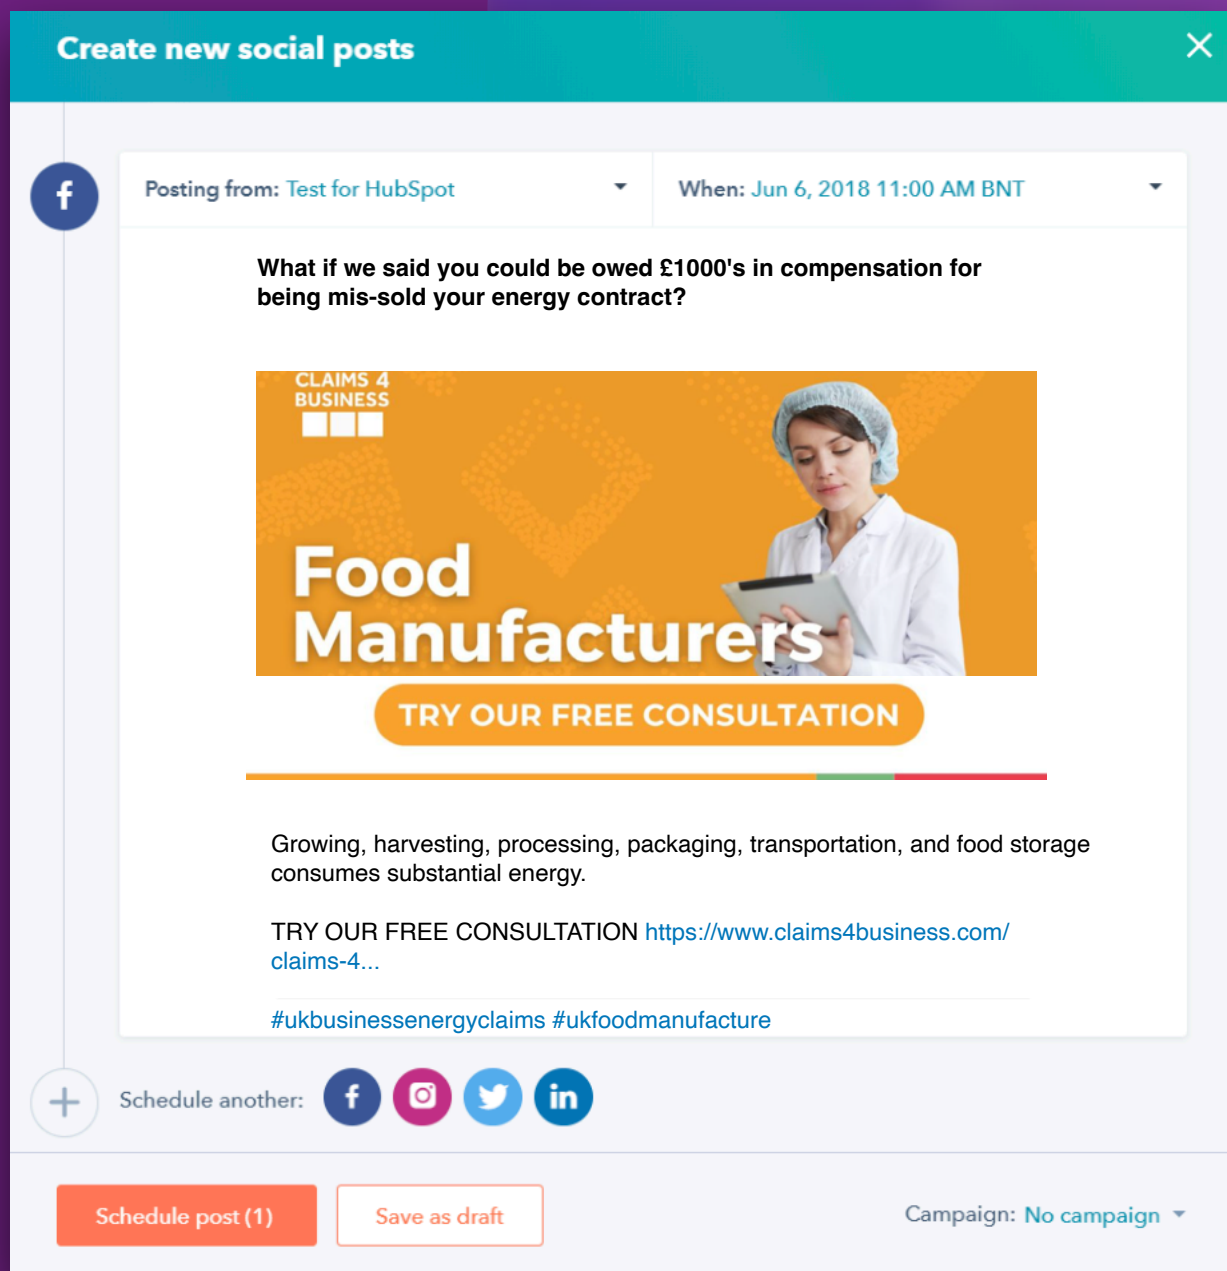 Create new social posts
Posting from: Test for HubSpot
When: Jun 6, 2018 11:00 AM BNT
What if we said you could be owed £1000's in compensation for
being mis-sold your energy contract?
CLAIMS 4
BUSINESS
Food
Manufacturers
TRY OUR FREE CONSULTATION
Growing, harvesting, processing, packaging, transportation, and food storage
consumes substantial energy.
TRY OUR FREE CONSULTATION https://www.claims4business.com/
claims-4...
#ukbusinessenergyclaims #ukfoodmanufacture
Schedule another:
Schedule post (1)
Save as draft
Campaign: No campaign